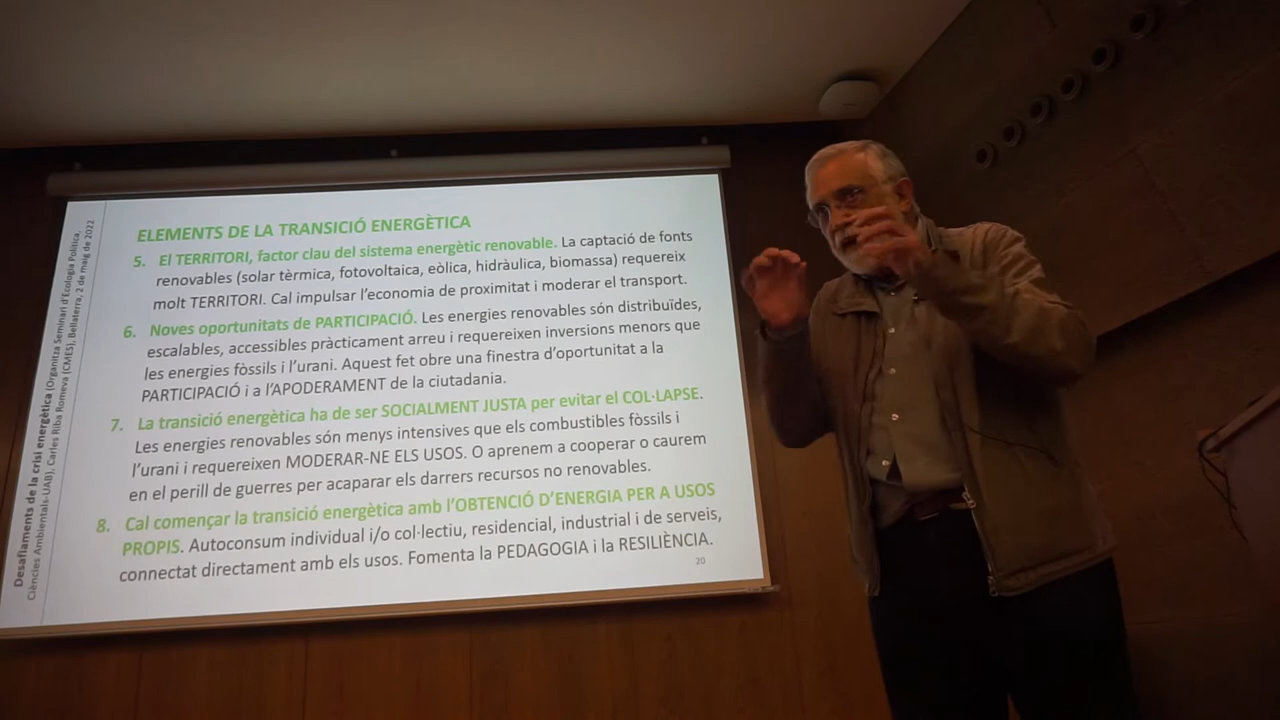 Desafiaments de la crisi energètica (Organitza Seminari d'Ecologia Política,
Ciències Ambientals-UAB), Carles Riba Romeva (CMES), Bellaterra, 2 de maig de 2022
ELEMENTS DE LA TRANSICIÓ ENERGÈTICA
5. El TERRITORI, factor clau del sistema energètic renovable. La captació de fonts
renovables (solar tèrmica, fotovoltaica, eòlica, hidràulica, biomassa) requereix
molt TERRITORI. Cal impulsar l'economia de proximitat i moderar el transport.
6. Noves oportunitats de PARTICIPACIÓ. Les energies renovables són distribuïdes,
escalables, accessibles pràcticament arreu i requereixen inversions menors que
les energies fòssils i l'urani. Aquest fet obre una finestra d'oportunitat a la
PARTICIPACIÓ i a l'APODERAMENT de la ciutadania.
7. La transició energètica ha de ser SOCIALMENT JUSTA per evitar el COL·LAPSE.
Les energies renovables són menys intensives que els combustibles fòssils i
l'urani i requereixen MODERAR-NE ELS USOS. O aprenem a cooperar o caurem
en el perill de guerres per acaparar els darrers recursos no renovables.
8. Cal començar la transició energètica amb l'OBTENCIÓ D'ENERGIA PER A USOS
PROPIS. Autoconsum individual i/o col·lectiu, residencial, industrial i de serveis,
connectat directament amb els usos. Fomenta la PEDAGOGIA i la RESILIÈNCIA.
20